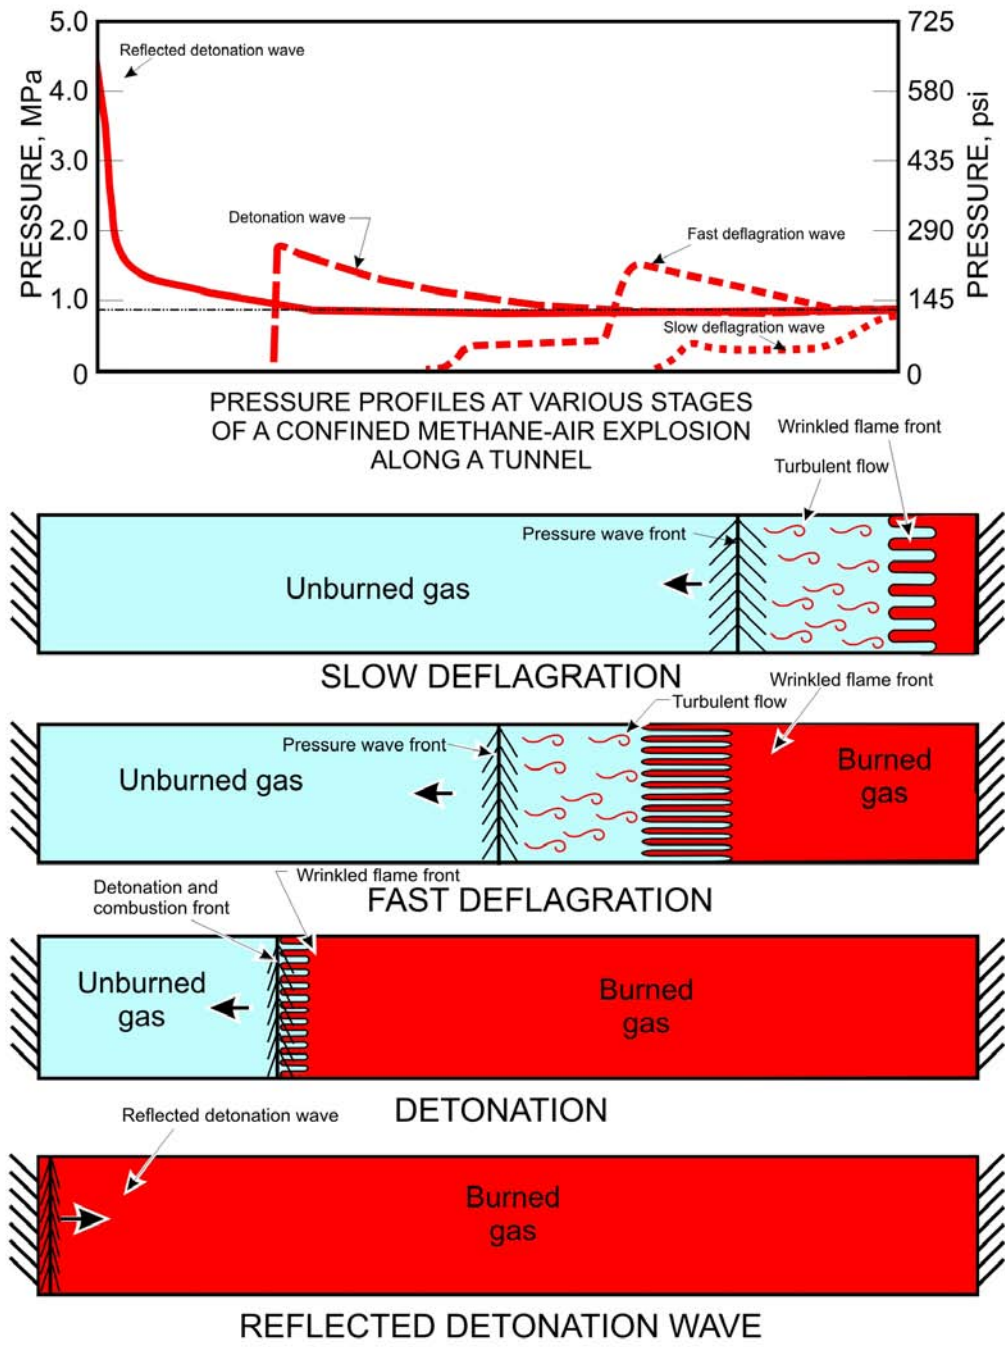 5.0
4.0
3.0
2.0
1.0
0
PRESSURE, MPa
725
580
435
290
145
0
PRESSURE, psi
Reflected detonation wave
Detonation wave
Fast deflagration wave
Slow deflagration wave
PRESSURE PROFILES AT VARIOUS STAGES
OF A CONFINED METHANE-AIR EXPLOSION
ALONG A TUNNEL
Wrinkled flame front
Turbulent flow
Pressure wave front
Unburned gas
SLOW DEFLAGRATION
Wrinkled flame front
Turbulent flow
Pressure wave front
Unburned gas
Burned
gas
FAST DEFLAGRATION
Wrinkled flame front
Detonation and
combustion front
Unburned
gas
Burned
gas
DETONATION
Reflected detonation wave
Burned
gas
REFLECTED DETONATION WAVE